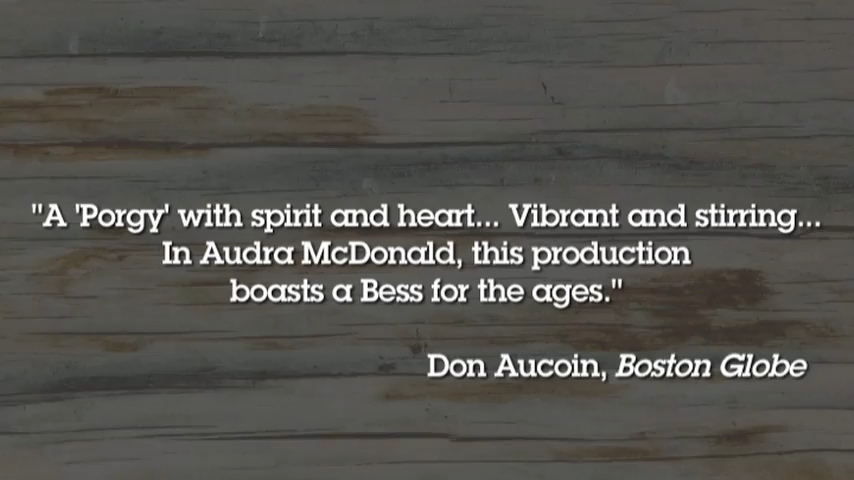 "A 'Porgy' with spirit and heart... Vibrant and stirring...
In Audra McDonald, this production
boasts a Bess for the ages."
Don Aucoin, Boston Globe